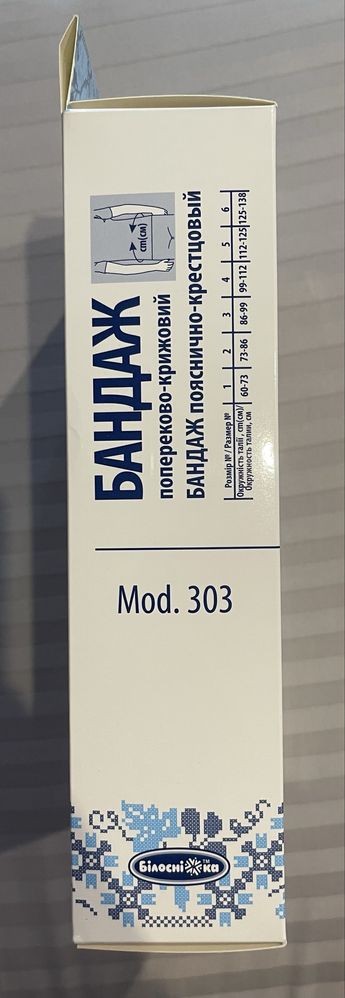 cm(см)
БАНДАЖ
попереково-крижовий
БАНДАЖ пояснично-крестцовый
Розмір № / Размер № 1 2 3 4 5 6
Окружність талії , cm(см)/ Окружность талии, см 60-73 73-86 86-99 99-112 112-125 125-138
Mod. 303
Білосніжка™